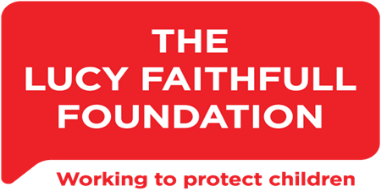 THE
LUCY FAITHFULL
FOUNDATION
Working to protect children